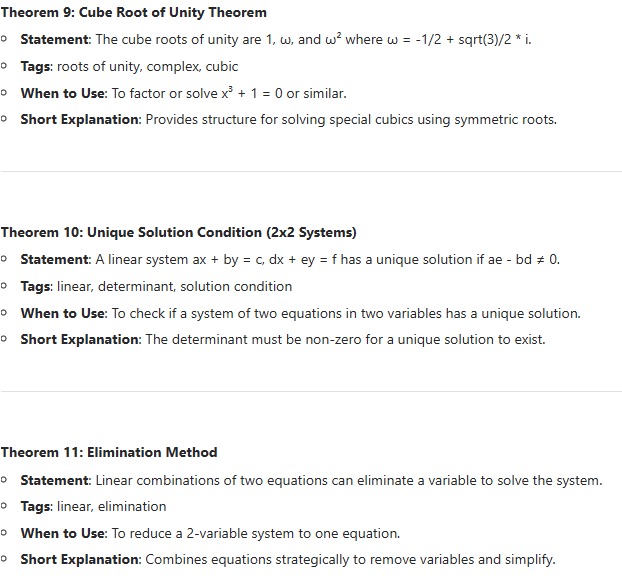 Theorem 9: Cube Root of Unity Theorem
Statement: The cube roots of unity are 1, ω, and ω² where ω = -1/2 + sqrt(3)/2 * i.
Tags: roots of unity, complex, cubic
When to Use: To factor or solve x³ + 1 = 0 or similar.
Short Explanation: Provides structure for solving special cubics using symmetric roots.
Theorem 10: Unique Solution Condition (2x2 Systems)
Statement: A linear system ax + by = c, dx + ey = f has a unique solution if ae - bd ≠ 0.
Tags: linear, determinant, solution condition
When to Use: To check if a system of two equations in two variables has a unique solution.
Short Explanation: The determinant must be non-zero for a unique solution to exist.
Theorem 11: Elimination Method
Statement: Linear combinations of two equations can eliminate a variable to solve the system.
Tags: linear, elimination
When to Use: To reduce a 2-variable system to one equation.
Short Explanation: Combines equations strategically to remove variables and simplify.